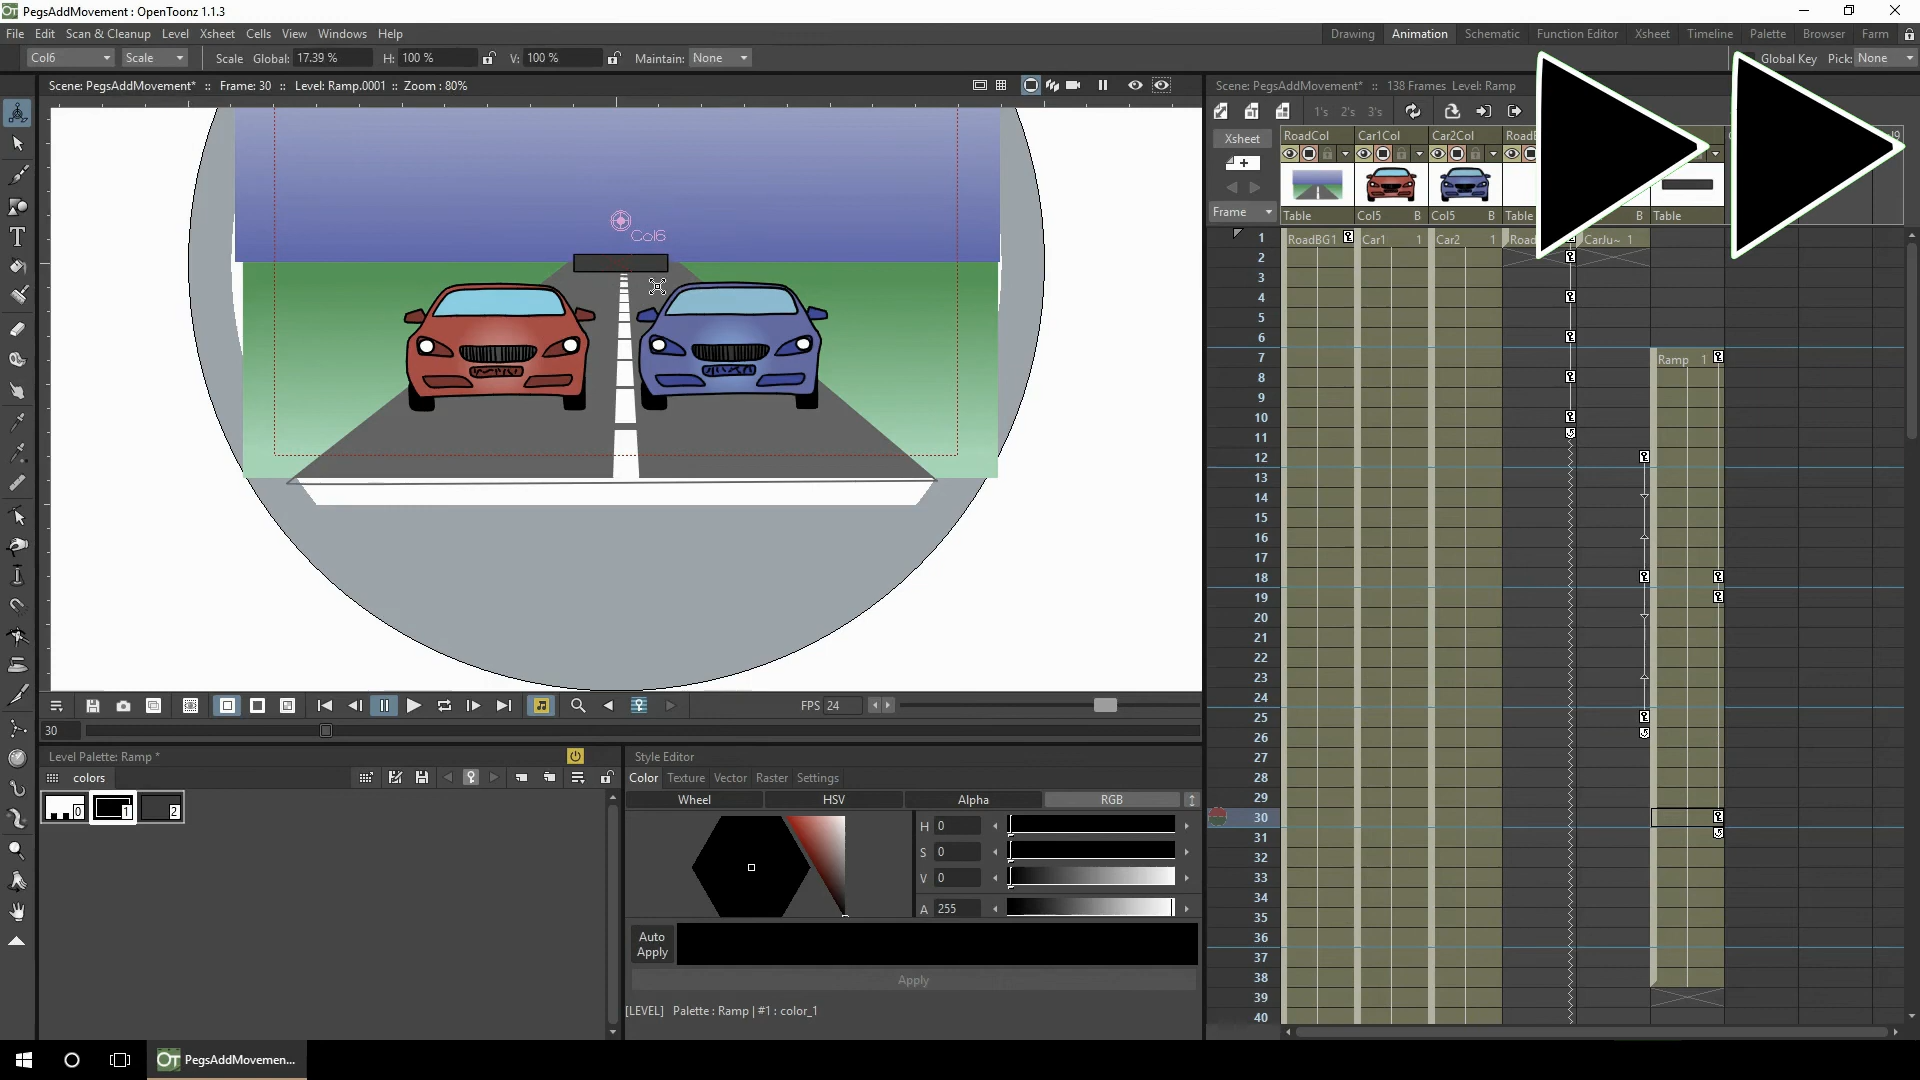 PegsAddMovement : OpenToonz 1.1.3
File Edit Scan & Cleanup Level Xsheet Cells View Windows Help
Drawing Animation Schematic Function Editor Xsheet Timeline Palette Browser Farm
Col6 Scale Scale Global: 17.39 % H: 100 % V: 100 % Maintain: None
Global Key Pick: None
Scene: PegsAddMovement* :: Frame: 30 :: Level: Ramp.0001 :: Zoom : 80%
Scene: PegsAddMovement* :: 138 Frames Level: Ramp
1's 2's 3's
Xsheet RoadCol Car1Col Car2Col
Frame Table Col5 B Col5 B Table B Table
Col6
1 RoadBG1 Car1 1 Car2 1 Road CarJu~ 1
2
3
4
5
6
7 Ramp 1
8
9
10
11
12
13
14
15
16
17
18
19
20
21
22
23
24
25
26
27
28
29
30
31
32
33
34
35
36
37
38
39
40
FPS 24
30
Level Palette: Ramp *
colors
0 1 2
Style Editor
Color Texture Vector Raster Settings
Wheel HSV Alpha RGB
H 0
S 0
V 0
A 255
Auto Apply
Apply
[LEVEL] Palette : Ramp | #1 : color_1
OT PegsAddMovemen...